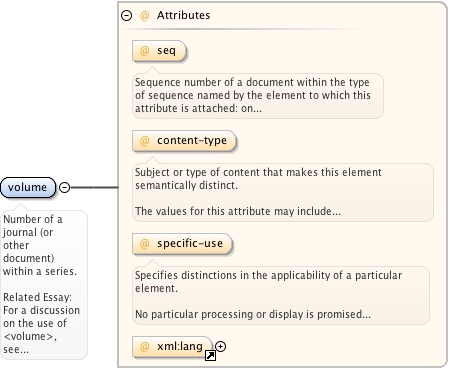 @ Attributes
@ seq
Sequence number of a document within the type
of sequence named by the element to which this
attribute is attached: on...
@ content-type
Subject or type of content that makes this element
semantically distinct.
The values for this attribute may include...
volume
Number of a
journal (or
other
document)
within a series.
Related Essay:
For a discussion
on the use of
<volume>,
see...
@ specific-use
Specifies distinctions in the applicability of a particular
element.
No particular processing or display is promised...
@ xml:lang